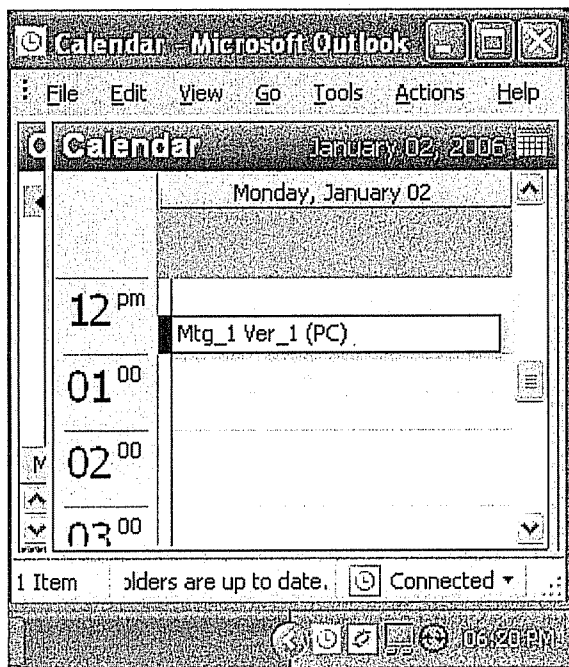 Calendar - Microsoft Outlook
File Edit View Go Tools Actions Help
C Calendar January 02, 2006
Monday, January 02
12 pm
Mtg_1 Ver_1 (PC)
01 00
02 00
M
03 00
1 Item olders are up to date. Connected
06:20 PM